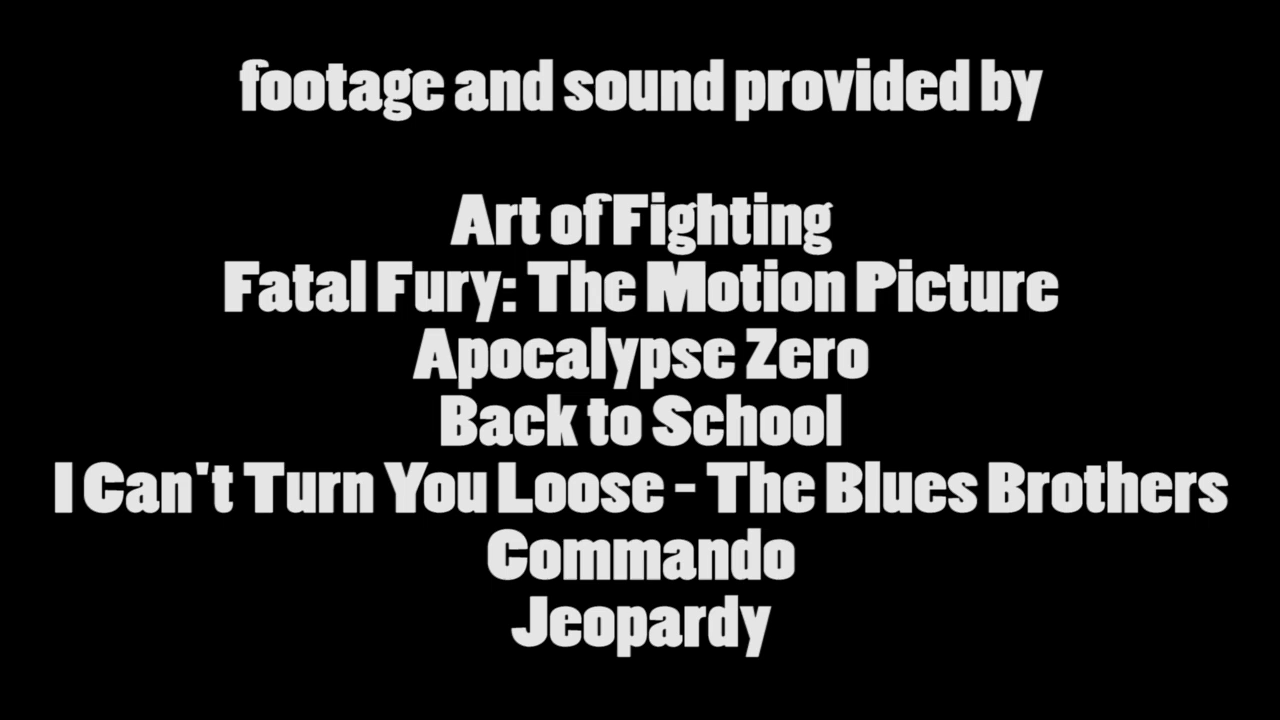 footage and sound provided by
Art of Fighting
Fatal Fury: The Motion Picture
Apocalypse Zero
Back to School
I Can't Turn You Loose - The Blues Brothers
Commando
Jeopardy